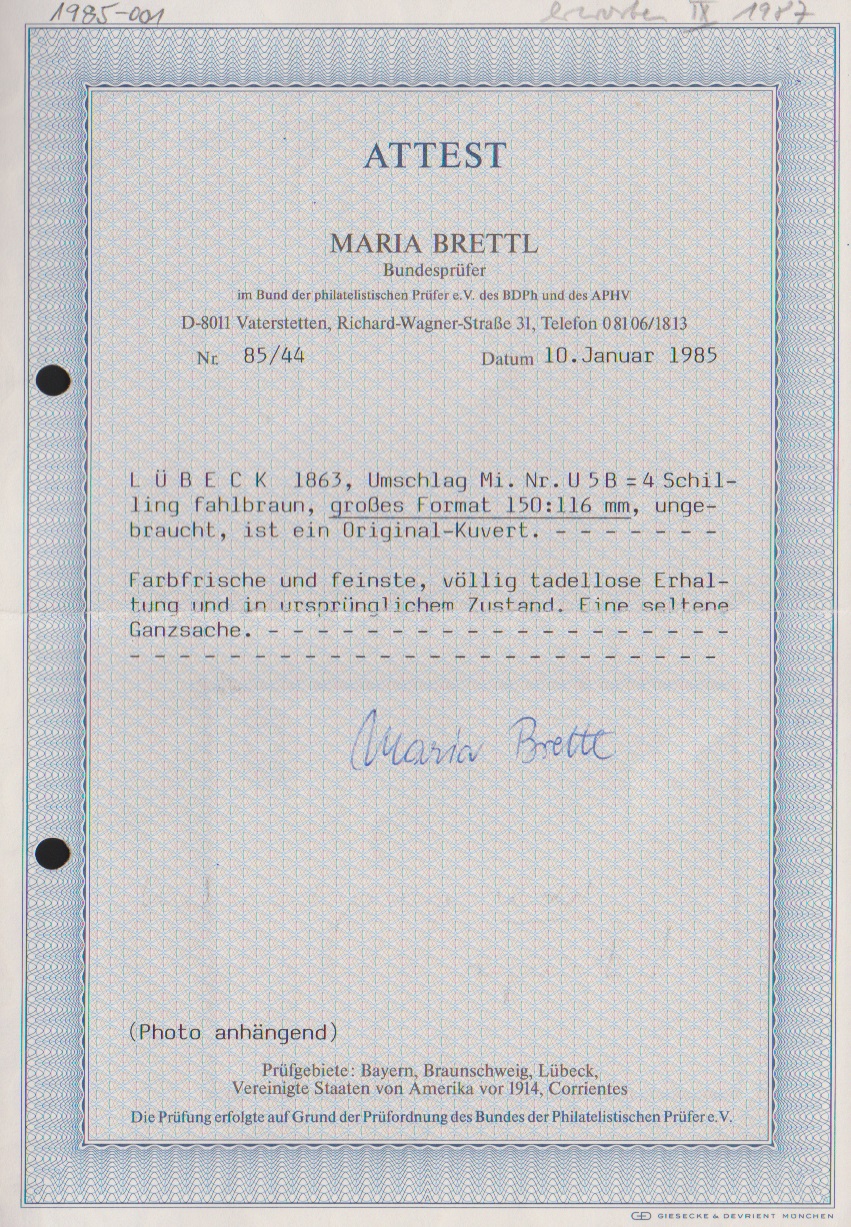 1985-001
erworben IX 1987
ATTEST
MARIA BRETTL
Bundesprüfer
im Bund der philatelistischen Prüfer e.V. des BDPh und des APHV
D-8011 Vaterstetten, Richard-Wagner-Straße 31, Telefon 08106/1813
Nr. 85/44 Datum 10.Januar 1985
L Ü B E C K 1863, Umschlag Mi. Nr. U 5 B = 4 Schil-
ling fahlbraun, großes Format 150:116 mm, unge-
braucht, ist ein Original-Kuvert. - - - - - - -
Farbfrische und feinste, völlig tadellose Erhal-
tung und in ursprünglichem Zustand. Eine seltene
Ganzsache. - - - - - - - - - - - - - - - - - - -
- - - - - - - - - - - - - - - - - - - - - - - -
Maria Brettl
(Photo anhängend)
Prüfgebiete: Bayern, Braunschweig, Lübeck,
Vereinigte Staaten von Amerika vor 1914, Corrientes
Die Prüfung erfolgte auf Grund der Prüfordnung des Bundes der Philatelistischen Prüfer e.V.
GIESECKE & DEVRIENT MÜNCHEN